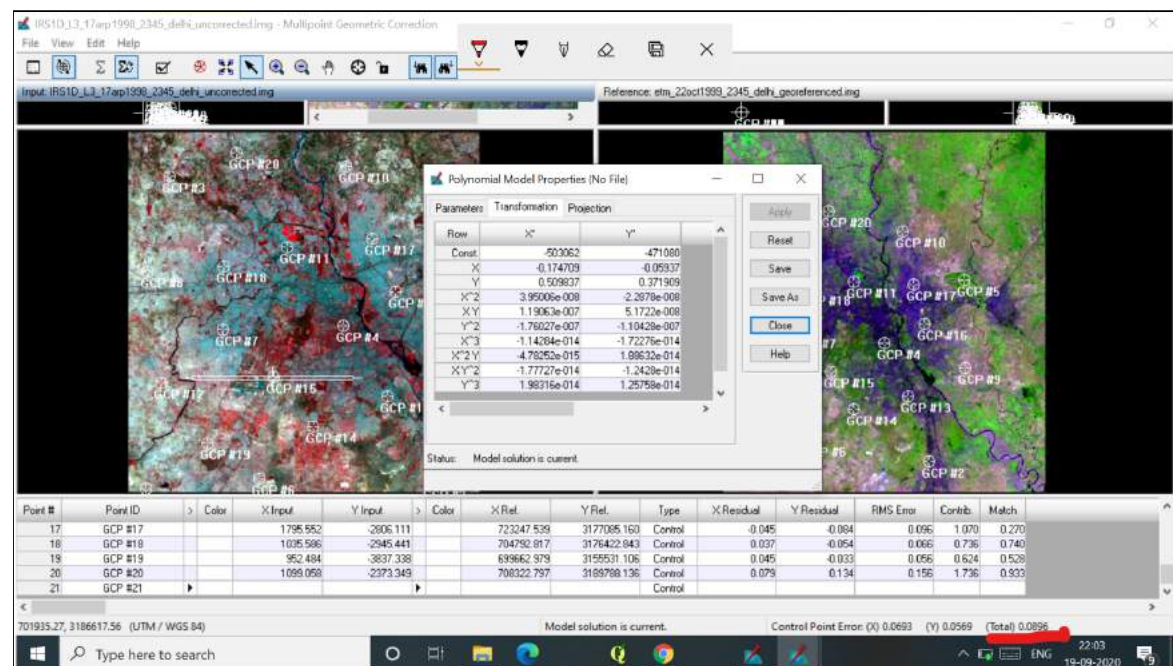 IRS1D_L3_17arp1998_2345_delhi_uncorrected.img - Multipoint Geometric Correction
File View Edit Help
Input: IRS1D_L3_17arp1998_2345_delhi_uncorrected.img
Reference: etm_22oct1999_2345_delhi_georeferenced.img
GCP #20
GCP #3
GCP #10
GCP #11
GCP #17
GCP #18
GCP #7
GCP #4
GCP #12
GCP #15
GCP #1
GCP #14
GCP #19
GCP #6
Polynomial Model Properties (No File)
Parameters Transformation Projection
Row X' Y'
Const. -503062 -471080
X -0.174709 -0.05937
Y 0.509837 0.371909
X^2 3.95006e-008 -2.2878e-008
XY 1.19063e-007 5.1722e-008
Y^2 -1.76027e-007 -1.10428e-007
X^3 -1.14284e-014 -1.72276e-014
X^2Y -4.78252e-015 1.88632e-014
XY^2 -1.77727e-014 -1.2428e-014
Y^3 1.98316e-014 1.25758e-014
Apply
Reset
Save
Save As
Close
Help
Status: Model solution is current.
GCP #20
GCP #10
GCP #11
GCP #17
GCP #5
GCP #16
GCP #4
GCP #15
GCP #9
GCP #13
GCP #14
GCP #2
Point # Point ID > Color X Input Y Input > Color X Ref. Y Ref. Type X Residual Y Residual RMS Error Contrib. Match
17 GCP #17 1795.552 -2806.111 723247.539 3177085.160 Control -0.045 -0.084 0.096 1.070 0.270
18 GCP #18 1035.586 -2945.441 704792.817 3176422.843 Control 0.037 -0.054 0.066 0.736 0.740
19 GCP #19 952.484 -3837.338 699662.979 3155531.106 Control 0.045 -0.033 0.056 0.624 0.528
20 GCP #20 1099.058 -2373.349 708322.797 3189788.136 Control 0.079 0.134 0.156 1.736 0.933
21 GCP #21 Control
701935.27, 3186617.56 (UTM / WGS 84) Model solution is current. Control Point Error: (X) 0.0693 (Y) 0.0569 (Total) 0.0896
Type here to search
ENG
22:03
19-09-2020